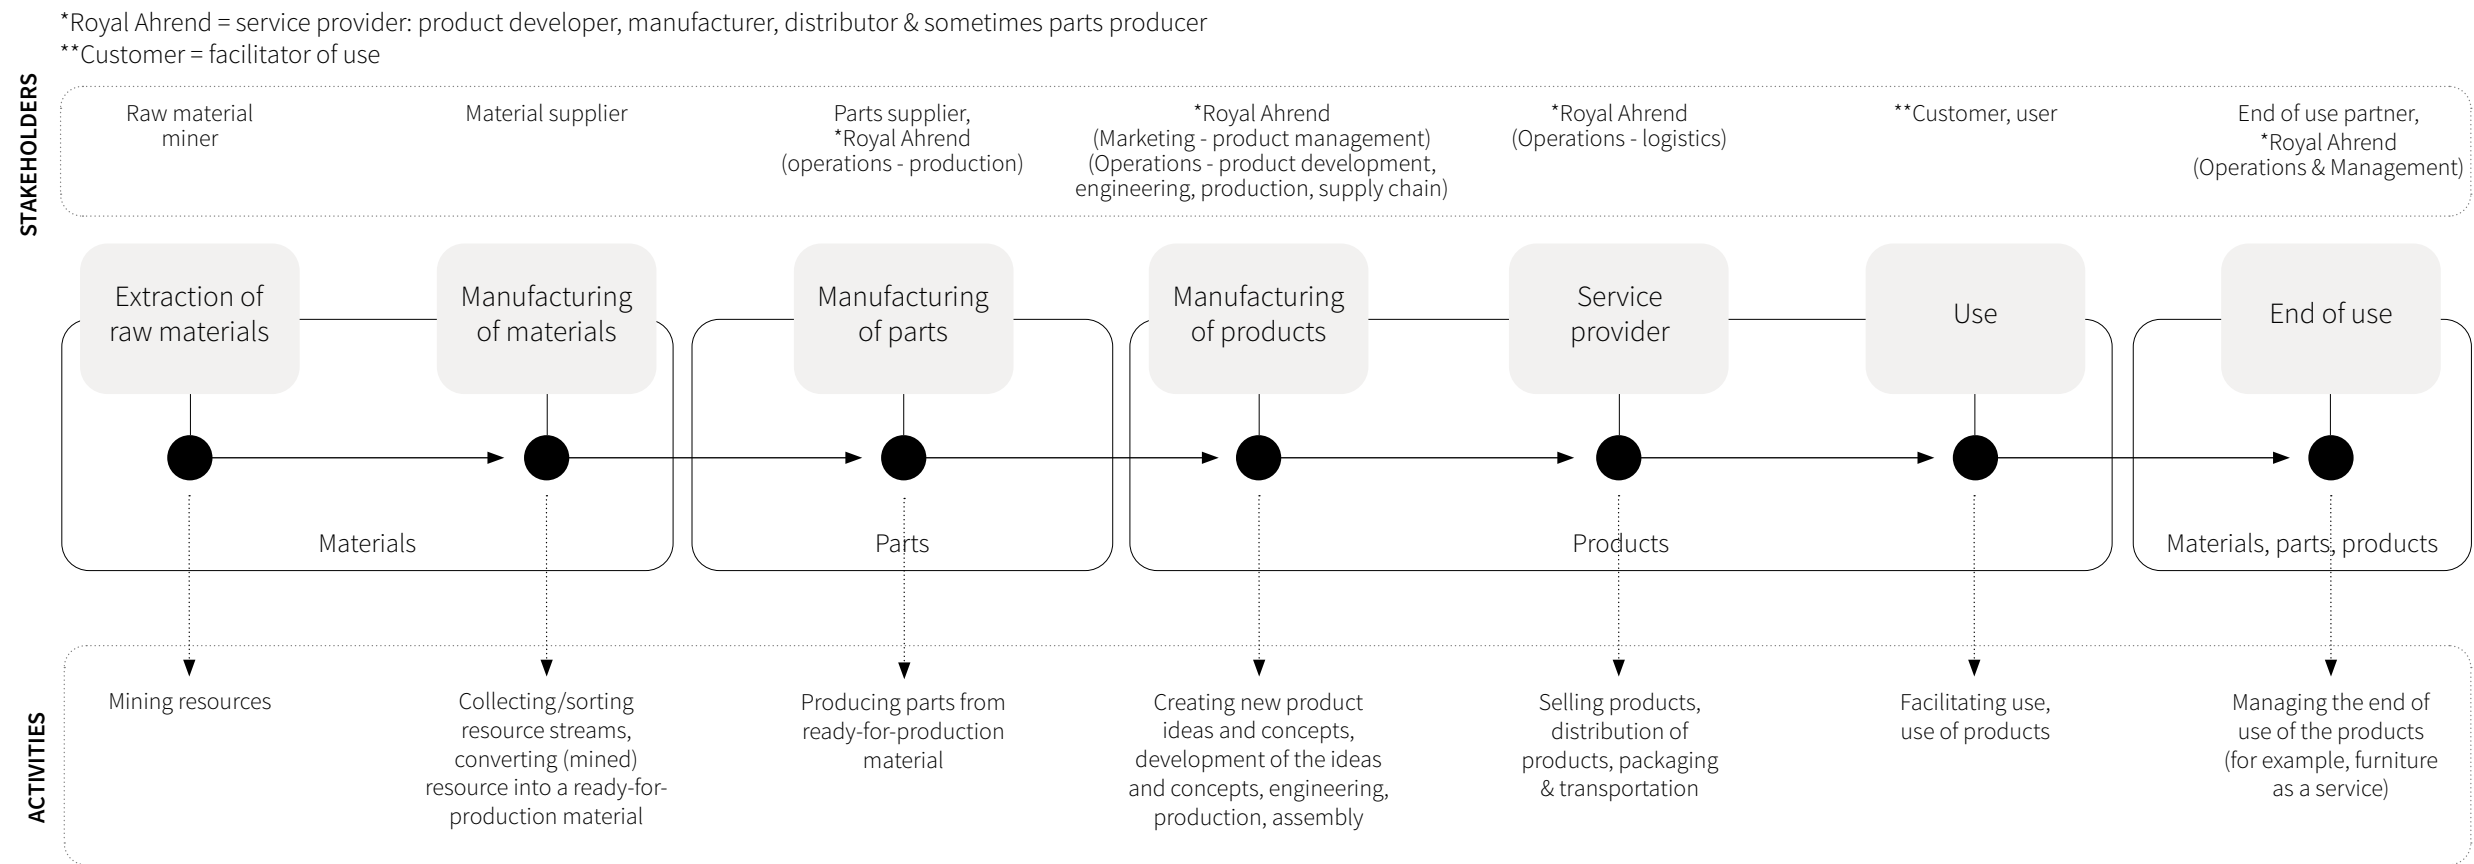 *Royal Ahrend = service provider: product developer, manufacturer, distributor & sometimes parts producer
**Customer = facilitator of use
STAKEHOLDERS
Raw material
miner
Material supplier
Parts supplier,
*Royal Ahrend
(operations - production)
*Royal Ahrend
(Marketing - product management)
(Operations - product development,
engineering, production, supply chain)
*Royal Ahrend
(Operations - logistics)
**Customer, user
End of use partner,
*Royal Ahrend
(Operations & Management)
Extraction of
raw materials
Manufacturing
of materials
Manufacturing
of parts
Manufacturing
of products
Service
provider
Use
End of use
Materials
Parts
Products
Materials, parts, products
ACTIVITIES
Mining resources
Collecting/sorting
resource streams,
converting (mined)
resource into a ready-for-
production material
Producing parts from
ready-for-production
material
Creating new product
ideas and concepts,
development of the ideas
and concepts, engineering,
production, assembly
Selling products,
distribution of
products, packaging
& transportation
Facilitating use,
use of products
Managing the end of
use of the products
(for example, furniture
as a service)